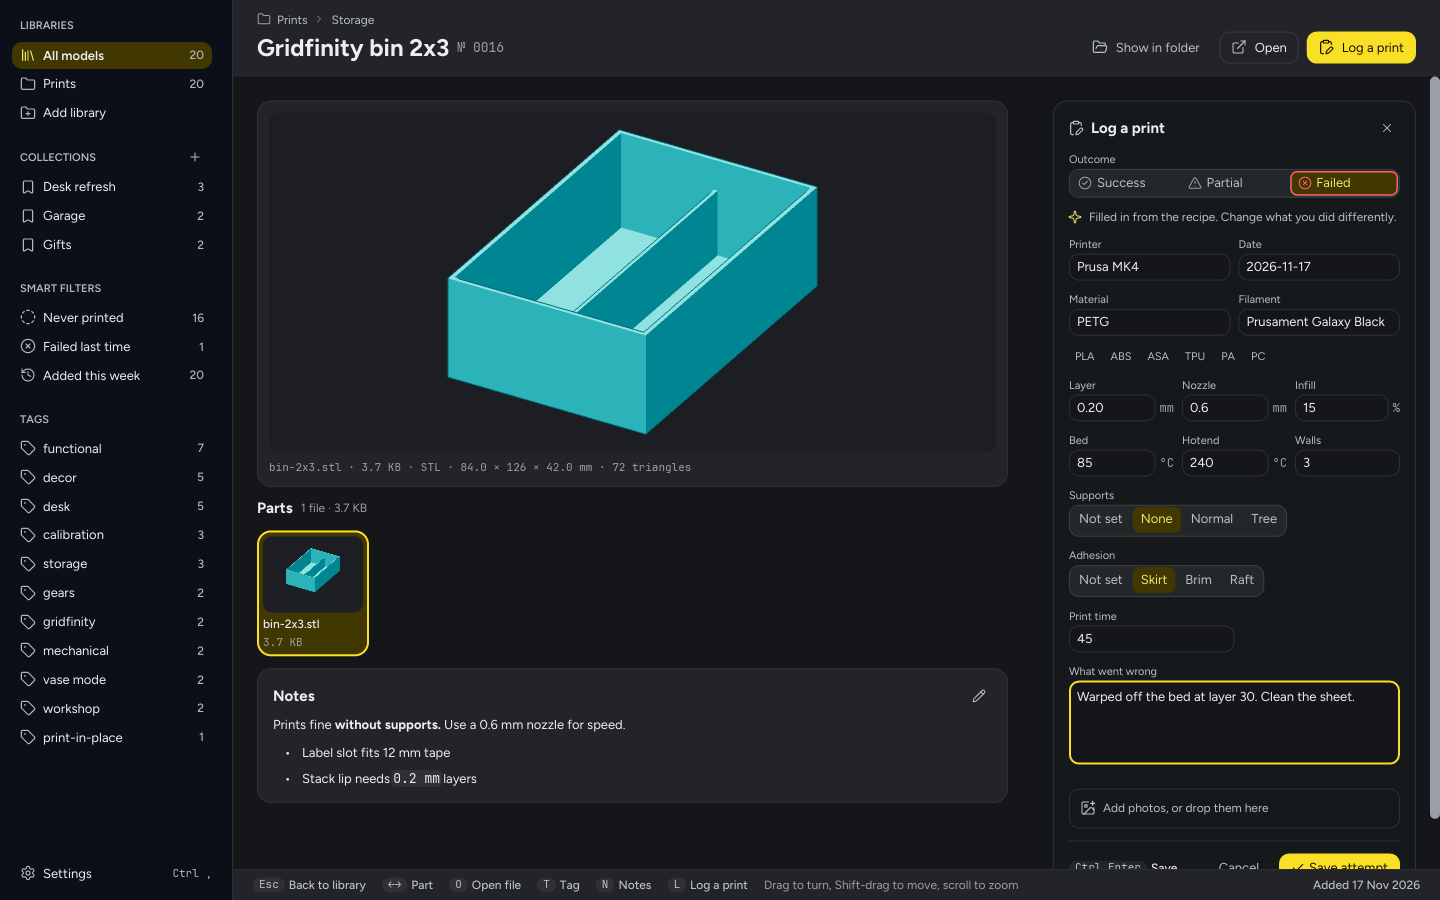 LIBRARIES
All models 20
Prints 20
Add library
COLLECTIONS
Desk refresh 3
Garage 2
Gifts 2
SMART FILTERS
Never printed 16
Failed last time 1
Added this week 20
TAGS
functional 7
decor 5
desk 5
calibration 3
storage 3
gears 2
gridfinity 2
mechanical 2
vase mode 2
workshop 2
print-in-place 1
Settings Ctrl ,
Prints > Storage
Gridfinity bin 2x3 № 0016
Show in folder
Open
Log a print
bin-2x3.stl · 3.7 KB · STL · 84.0 × 126 × 42.0 mm · 72 triangles
Parts 1 file · 3.7 KB
bin-2x3.stl
3.7 KB
Notes
Prints fine without supports. Use a 0.6 mm nozzle for speed.
• Label slot fits 12 mm tape
• Stack lip needs 0.2 mm layers
Log a print
Outcome
Success Partial Failed
Filled in from the recipe. Change what you did differently.
Printer Date
Prusa MK4 2026-11-17
Material Filament
PETG Prusament Galaxy Black
PLA ABS ASA TPU PA PC
Layer Nozzle Infill
0.20 mm 0.6 mm 15 %
Bed Hotend Walls
85 °C 240 °C 3
Supports
Not set None Normal Tree
Adhesion
Not set Skirt Brim Raft
Print time
45
What went wrong
Warped off the bed at layer 30. Clean the sheet.
Add photos, or drop them here
Ctrl Enter Save Cancel Save attempt
Esc Back to library ↔ Part O Open file T Tag N Notes L Log a print Drag to turn, Shift-drag to move, scroll to zoom Added 17 Nov 2026